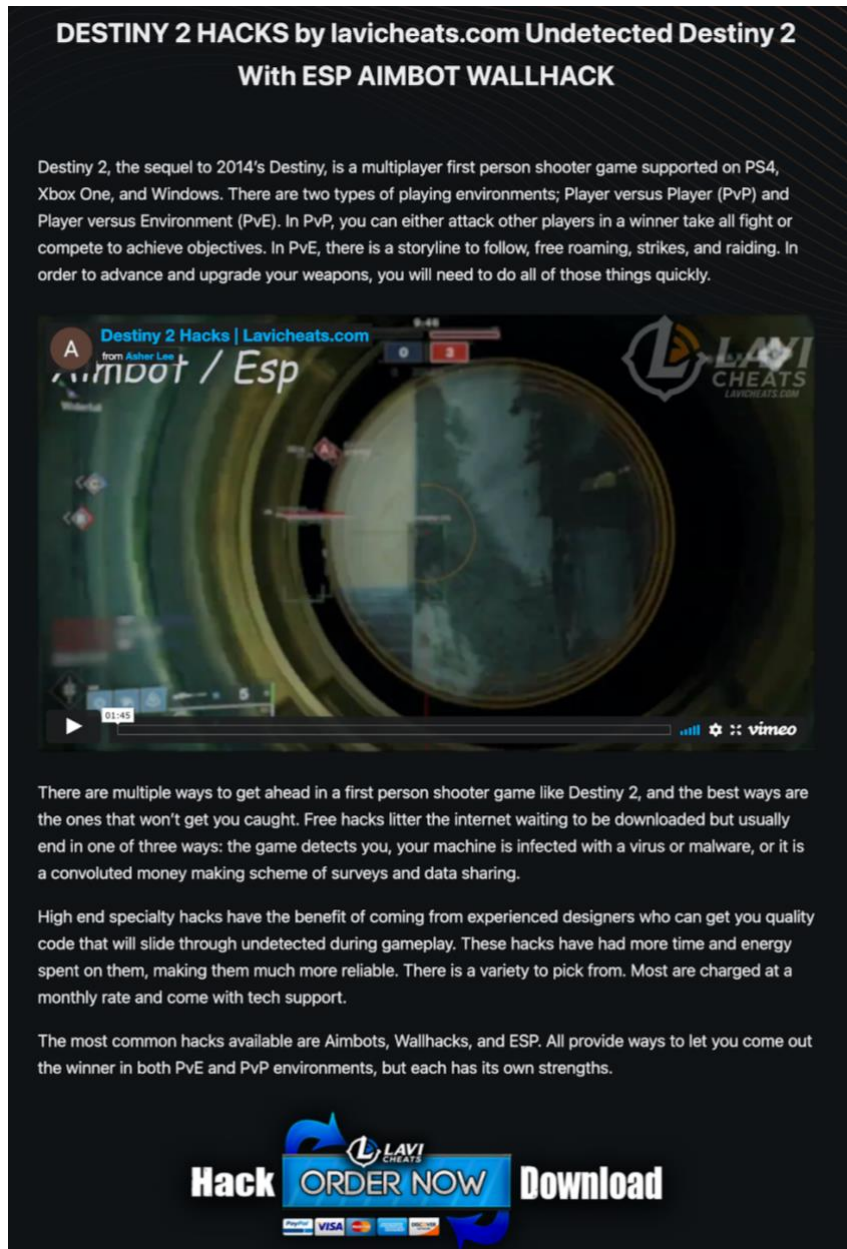 DESTINY 2 HACKS by lavicheats.com Undetected Destiny 2
With ESP AIMBOT WALLHACK
Destiny 2, the sequel to 2014's Destiny, is a multiplayer first person shooter game supported on PS4,
Xbox One, and Windows. There are two types of playing environments; Player versus Player (PvP) and
Player versus Environment (PvE). In PvP, you can either attack other players in a winner take all fight or
compete to achieve objectives. In PvE, there is a storyline to follow, free roaming, strikes, and raiding. In
order to advance and upgrade your weapons, you will need to do all of those things quickly.
A
Destiny 2 Hacks | Lavicheats.com
from Asher Lee
Aimbot / Esp
9:46
0 3
LAVI
CHEATS
LAVICHEATS.COM
Waterfall
A
C
B
5
01:45
vimeo
There are multiple ways to get ahead in a first person shooter game like Destiny 2, and the best ways are
the ones that won't get you caught. Free hacks litter the internet waiting to be downloaded but usually
end in one of three ways: the game detects you, your machine is infected with a virus or malware, or it is
a convoluted money making scheme of surveys and data sharing.
High end specialty hacks have the benefit of coming from experienced designers who can get you quality
code that will slide through undetected during gameplay. These hacks have had more time and energy
spent on them, making them much more reliable. There is a variety to pick from. Most are charged at a
monthly rate and come with tech support.
The most common hacks available are Aimbots, Wallhacks, and ESP. All provide ways to let you come out
the winner in both PvE and PvP environments, but each has its own strengths.
LAVI
CHEATS
Hack ORDER NOW Download
PayPal VISA DISCOVER